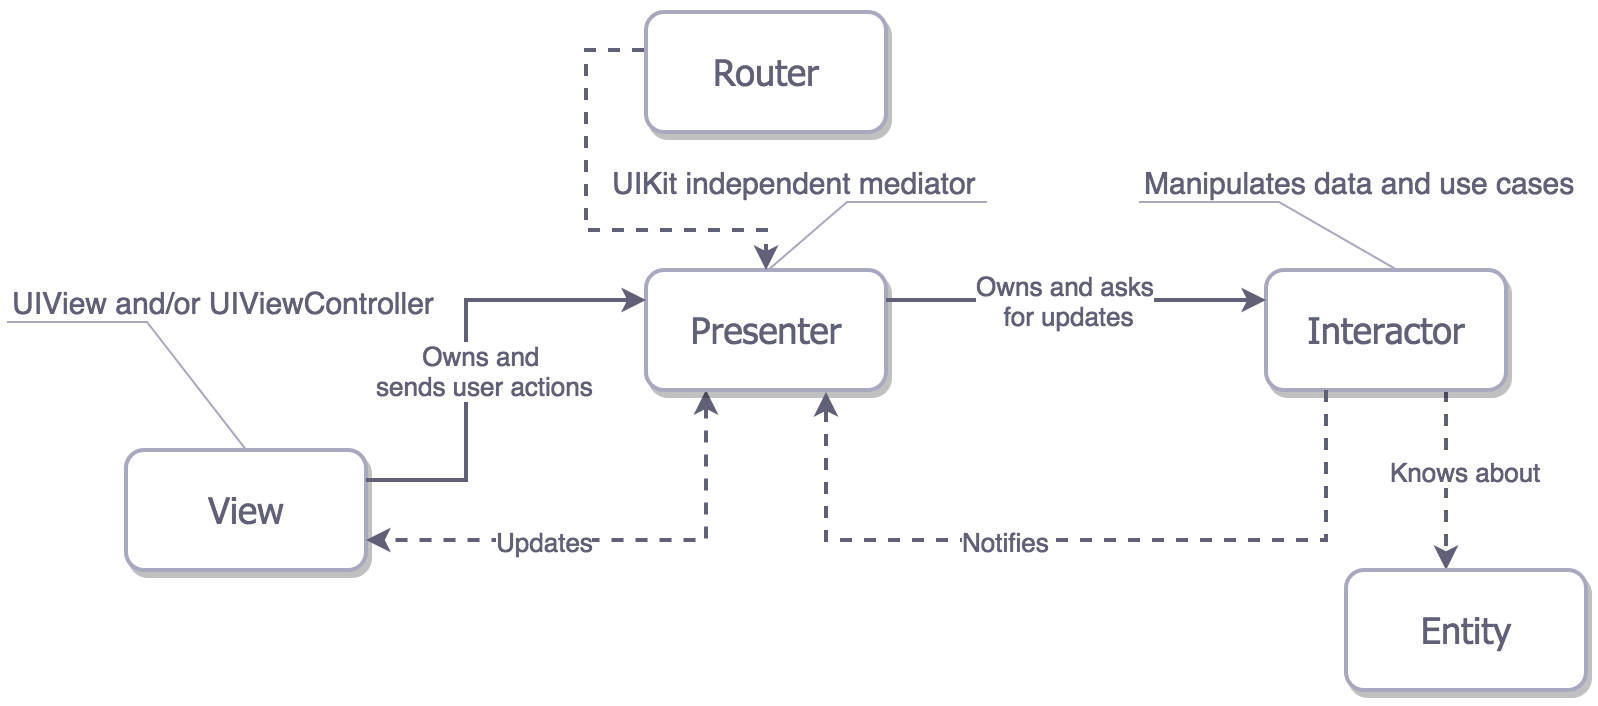 Router
UIKit independent mediator
Manipulates data and use cases
UIView and/or UIViewController
Owns and
sends user actions
Presenter
Owns and asks
for updates
Interactor
View
Updates
Notifies
Knows about
Entity